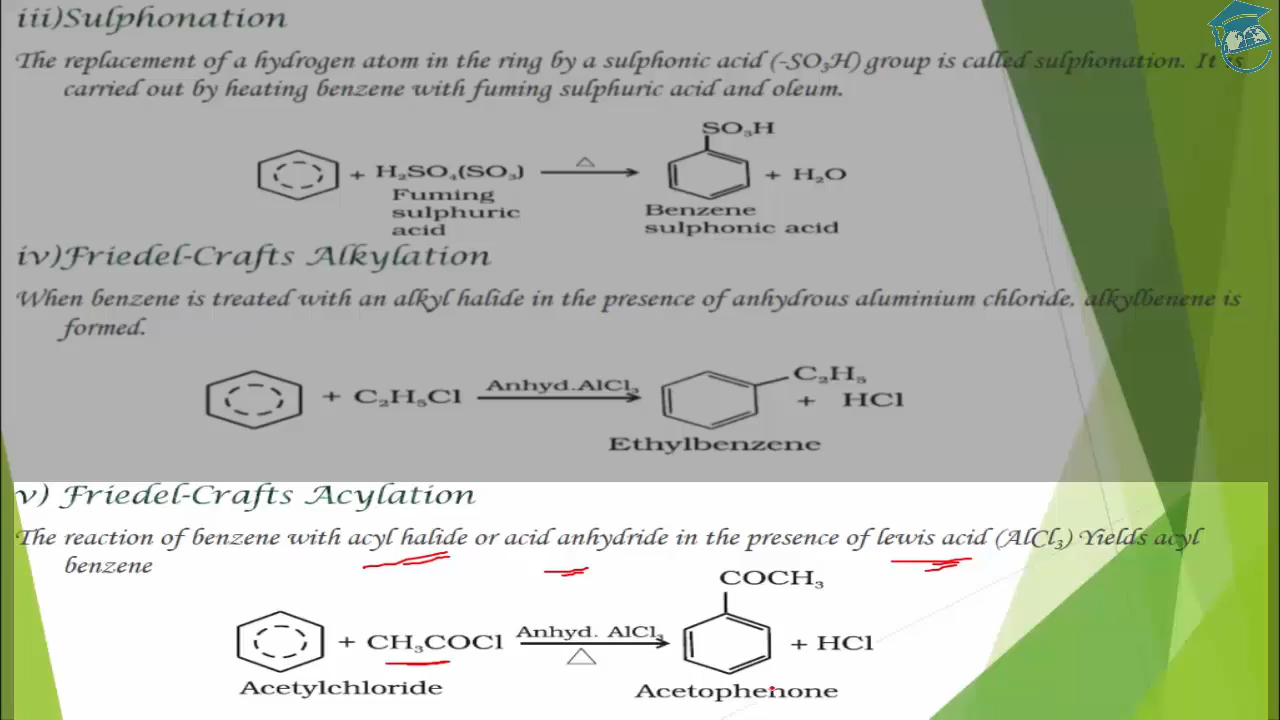 iii)Sulphonation
The replacement of a hydrogen atom in the ring by a sulphonic acid (-SO₃H) group is called sulphonation. It is
carried out by heating benzene with fuming sulphuric acid and oleum.
SO₃H
+ H₂SO₄(SO₃) △ + H₂O
Fuming
sulphuric
acid
Benzene
sulphonic acid
iv)Friedel-Crafts Alkylation
When benzene is treated with an alkyl halide in the presence of anhydrous aluminium chloride, alkylbenene is
formed.
+ C₂H₅Cl Anhyd.AlCl₃ C₂H₅
+ HCl
Ethylbenzene
v) Friedel-Crafts Acylation
The reaction of benzene with acyl halide or acid anhydride in the presence of lewis acid (AlCl₃) Yields acyl
benzene
COCH₃
+ CH₃COCl Anhyd. AlCl₃ △ + HCl
Acetylchloride Acetophenone